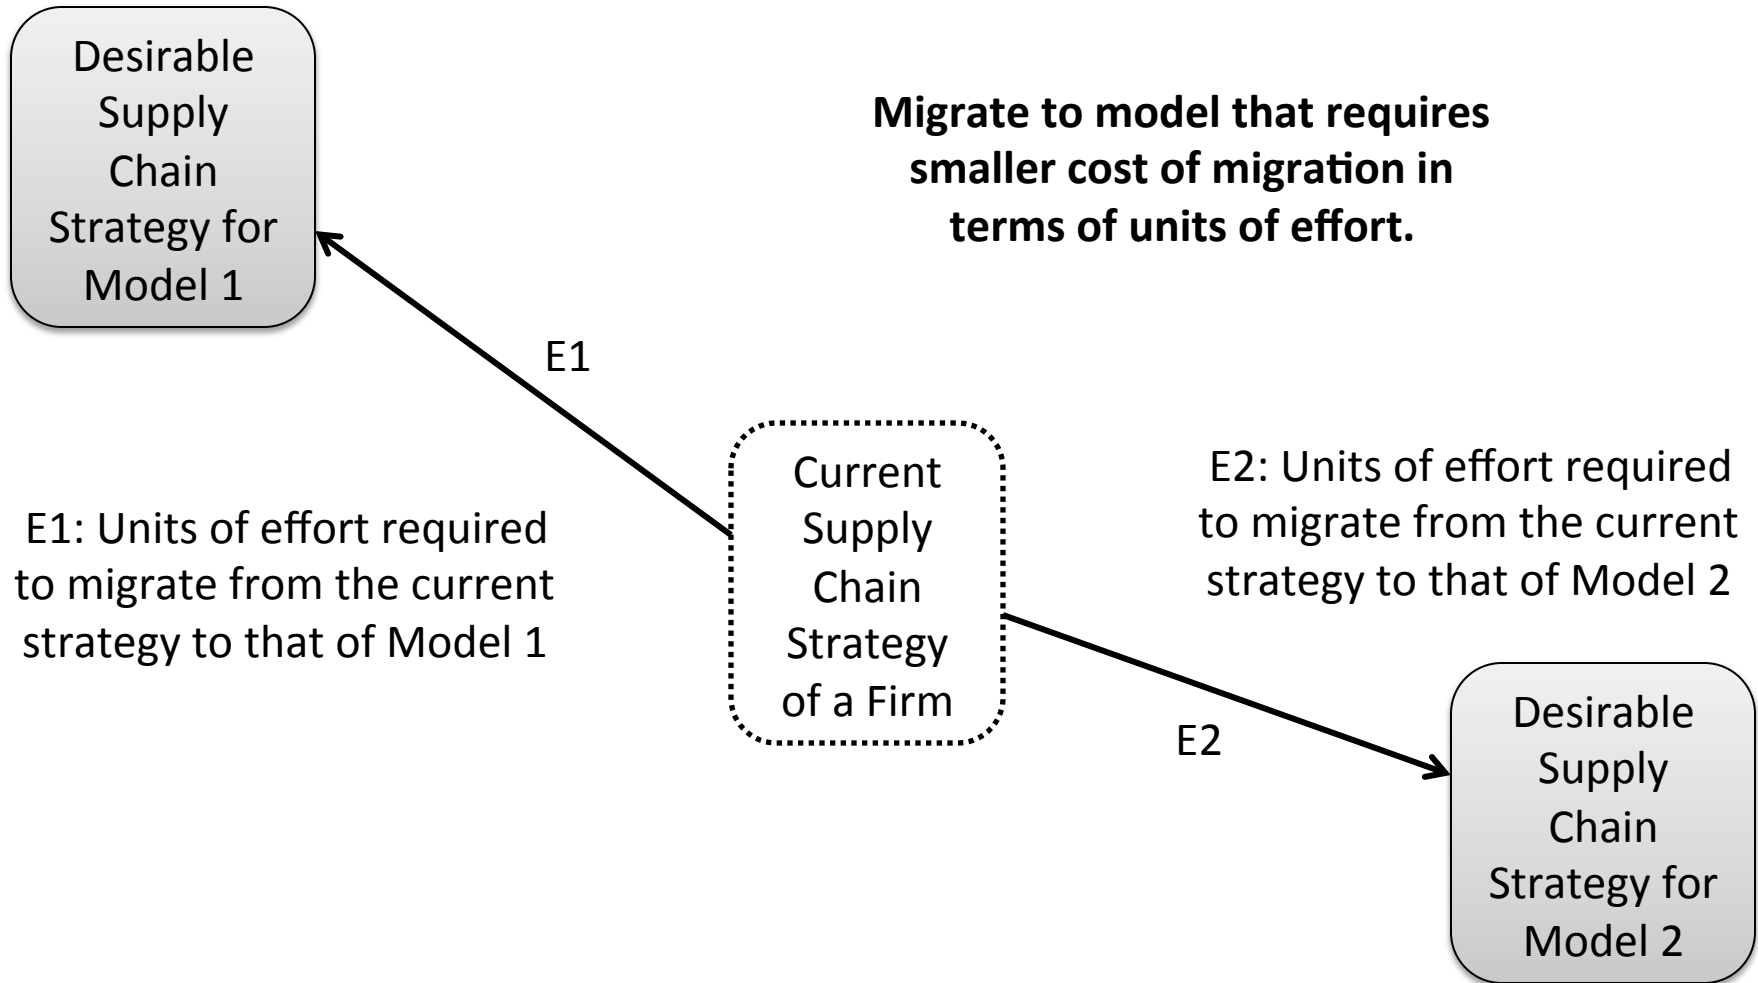 Desirable
Supply
Chain
Strategy for
Model 1
Migrate to model that requires
smaller cost of migration in
terms of units of effort.
E1
E1: Units of effort required
to migrate from the current
strategy to that of Model 1
Current
Supply
Chain
Strategy
of a Firm
E2: Units of effort required
to migrate from the current
strategy to that of Model 2
E2
Desirable
Supply
Chain
Strategy for
Model 2